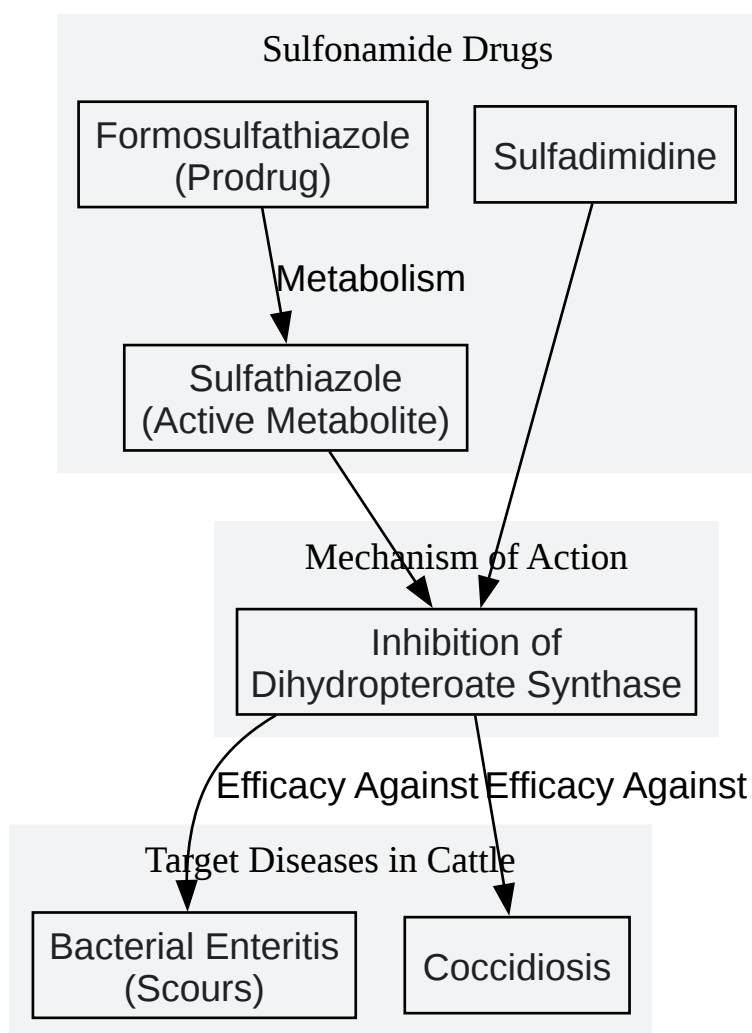 Sulfonamide Drugs
Formosulfathiazole
(Prodrug)
Sulfadimidine
Metabolism
Sulfathiazole
(Active Metabolite)
Mechanism of Action
Inhibition of
Dihydropteroate Synthase
Efficacy Against
Efficacy Against
Target Diseases in Cattle
Bacterial Enteritis
(Scours)
Coccidiosis